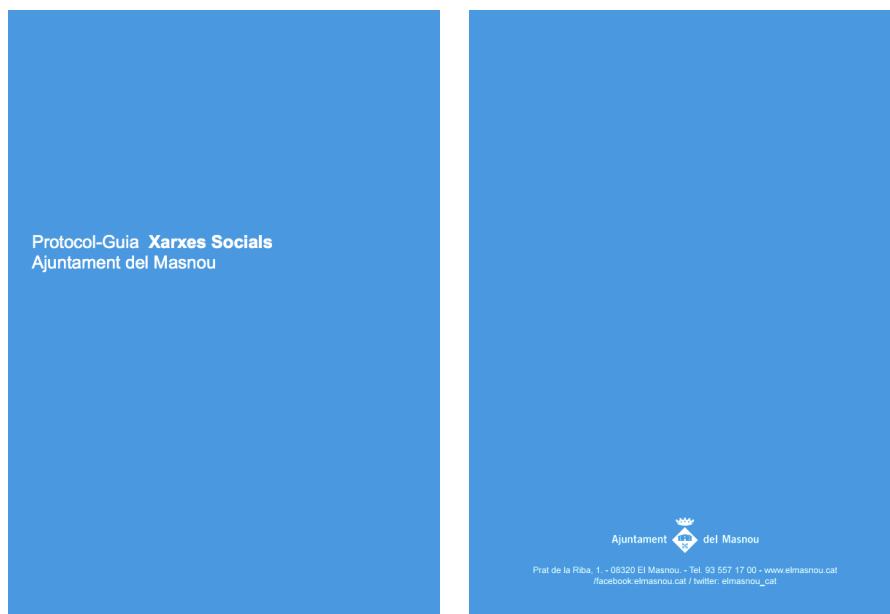 Protocol-Guia Xarxes Socials
Ajuntament del Masnou
Ajuntament del Masnou
Prat de la Riba, 1. - 08320 El Masnou. - Tel. 93 557 17 00 - www.elmasnou.cat
/facebook:elmasnou.cat / twitter: elmasnou_cat